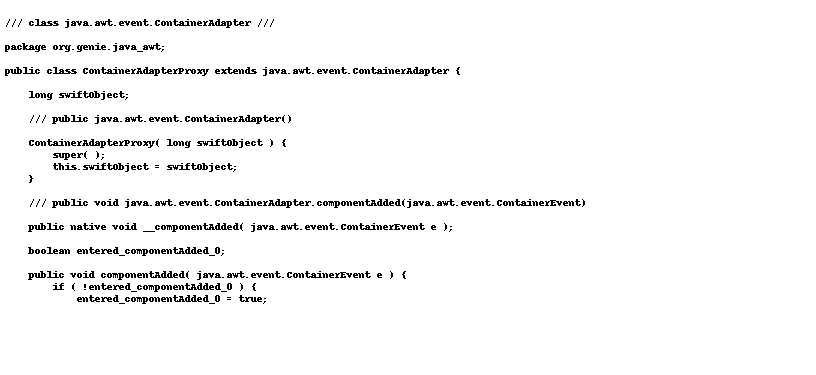 /// class java.awt.event.ContainerAdapter ///
package org.genie.java_awt;
public class ContainerAdapterProxy extends java.awt.event.ContainerAdapter {
long swiftObject;
/// public java.awt.event.ContainerAdapter()
ContainerAdapterProxy( long swiftObject ) {
super( );
this.swiftObject = swiftObject;
}
/// public void java.awt.event.ContainerAdapter.componentAdded(java.awt.event.ContainerEvent)
public native void __componentAdded( java.awt.event.ContainerEvent e );
boolean entered_componentAdded_0;
public void componentAdded( java.awt.event.ContainerEvent e ) {
if ( !entered_componentAdded_0 ) {
entered_componentAdded_0 = true;